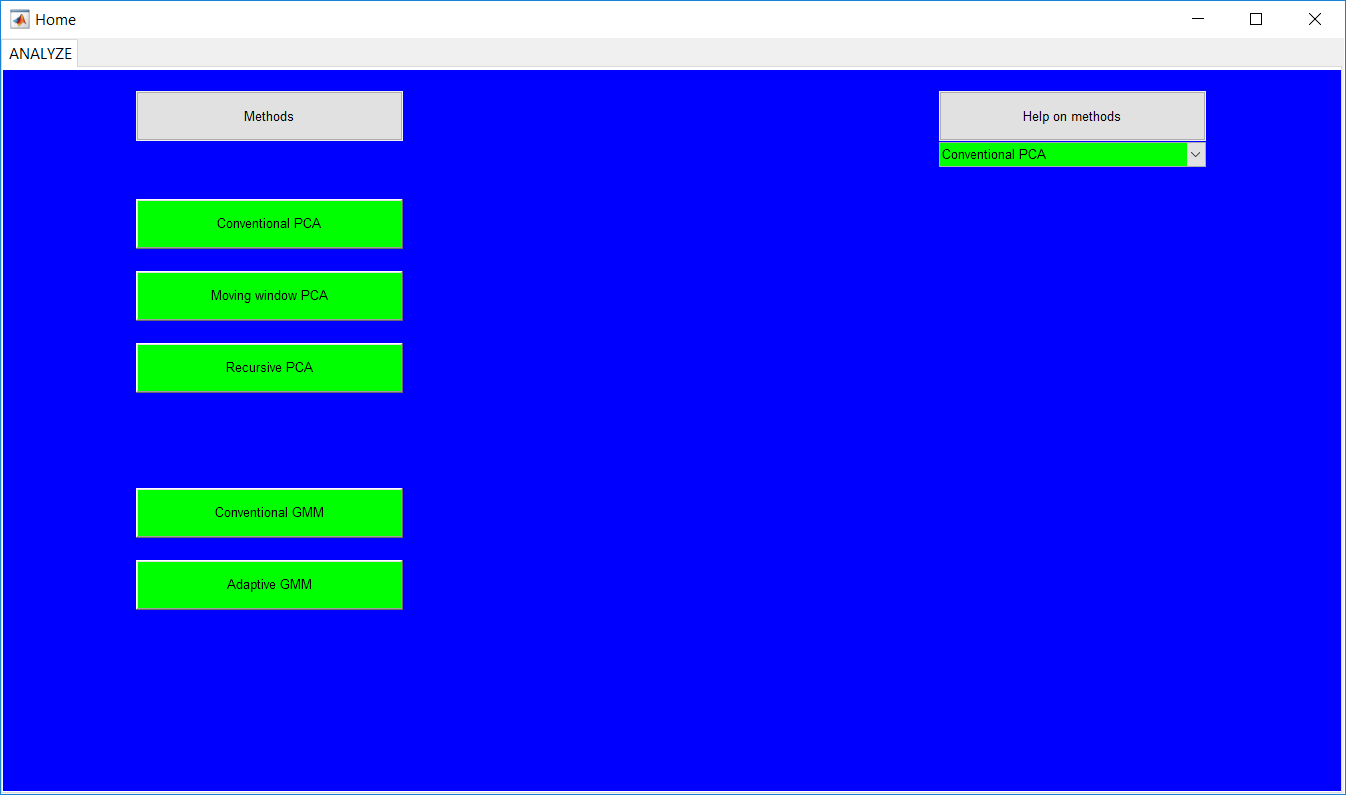 Home
ANALYZE
Methods
Help on methods
Conventional PCA
Conventional PCA
Moving window PCA
Recursive PCA
Conventional GMM
Adaptive GMM